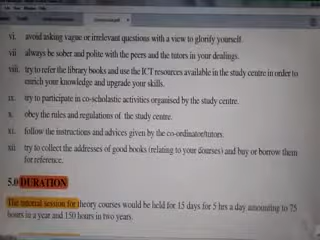 vi. avoid asking vague or irrelevant questions with a view to glorify yourself.
vii always be sober and polite with the peers and the tutors in your dealings.
viii. try to refer the library books and use the ICT resources available in the study centre in order to
enrich your knowledge and upgrade your skills.
ix. try to participate in co-scholastic activities organised by the study centre.
x. obey the rules and regulations of the study centre.
xi. follow the instructions and advices given by the co-ordinator/tutors.
xii try to collect the addresses of good books (relating to your courses) and buy or borrow them
for reference.
5.0 DURATION
The tutorial session for theory courses would be held for 15 days for 5 hrs a day amounting to 75
hours in a year and 150 hours in two years.